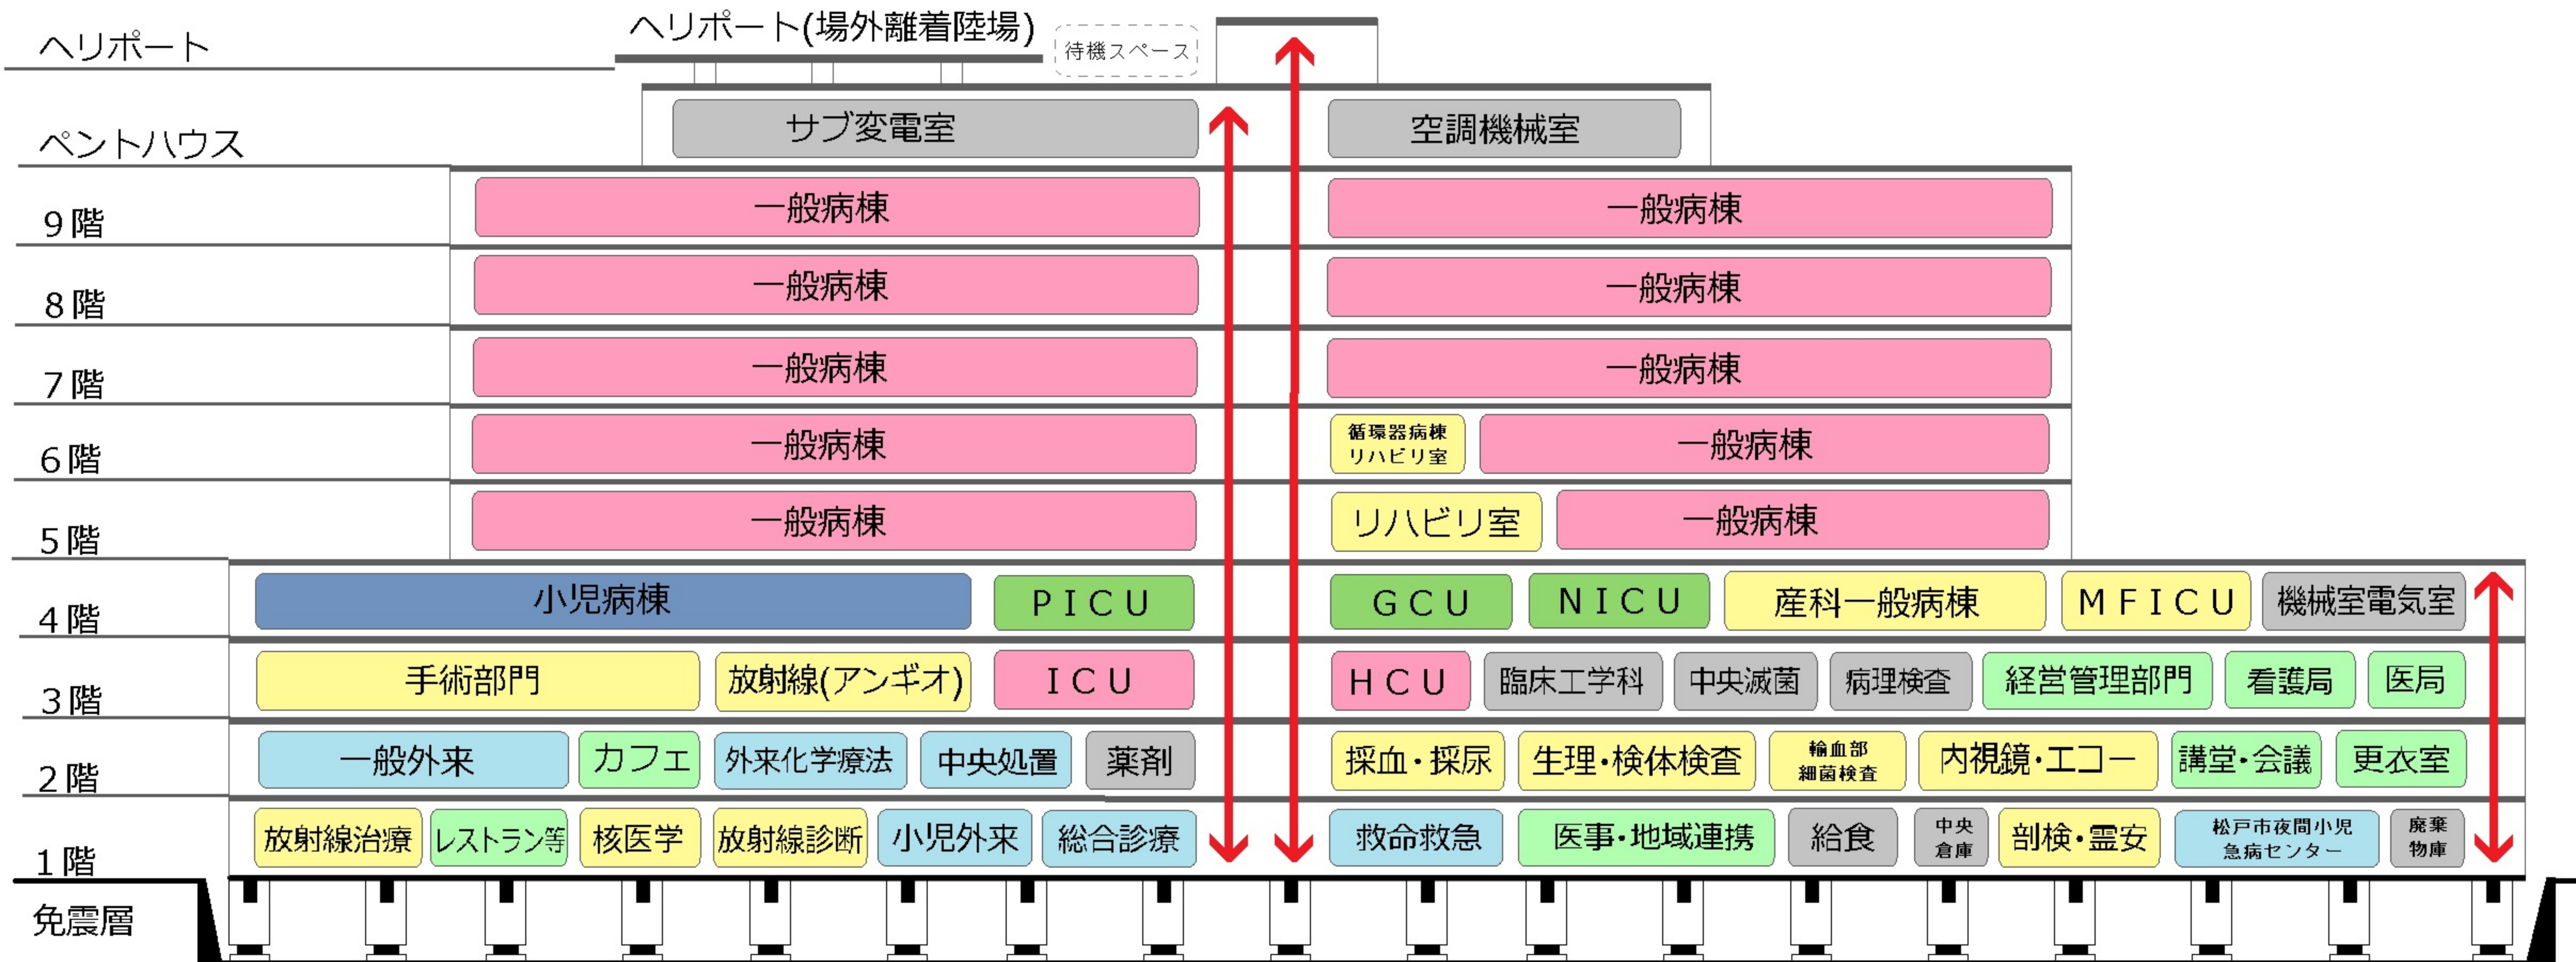 ヘリポート
ヘリポート(場外離着陸場)
待機スペース
ペントハウス
サブ変電室
空調機械室
9階
一般病棟
一般病棟
8階
一般病棟
一般病棟
7階
一般病棟
一般病棟
6階
一般病棟
循環器病棟
リハビリ室
一般病棟
5階
一般病棟
リハビリ室
一般病棟
4階
小児病棟
PICU
GCU
NICU
産科一般病棟
MFICU
機械室電気室
3階
手術部門
放射線(アンギオ)
ICU
HCU
臨床工学科
中央滅菌
病理検査
経営管理部門
看護局
医局
2階
一般外来
カフェ
外来化学療法
中央処置
薬剤
採血・採尿
生理・検体検査
輸血部
細菌検査
内視鏡・エコー
講堂・会議
更衣室
1階
放射線治療
レストラン等
核医学
放射線診断
小児外来
総合診療
救命救急
医事・地域連携
給食
中央
倉庫
剖検・霊安
松戸市夜間小児
急病センター
廃棄
物庫
免震層